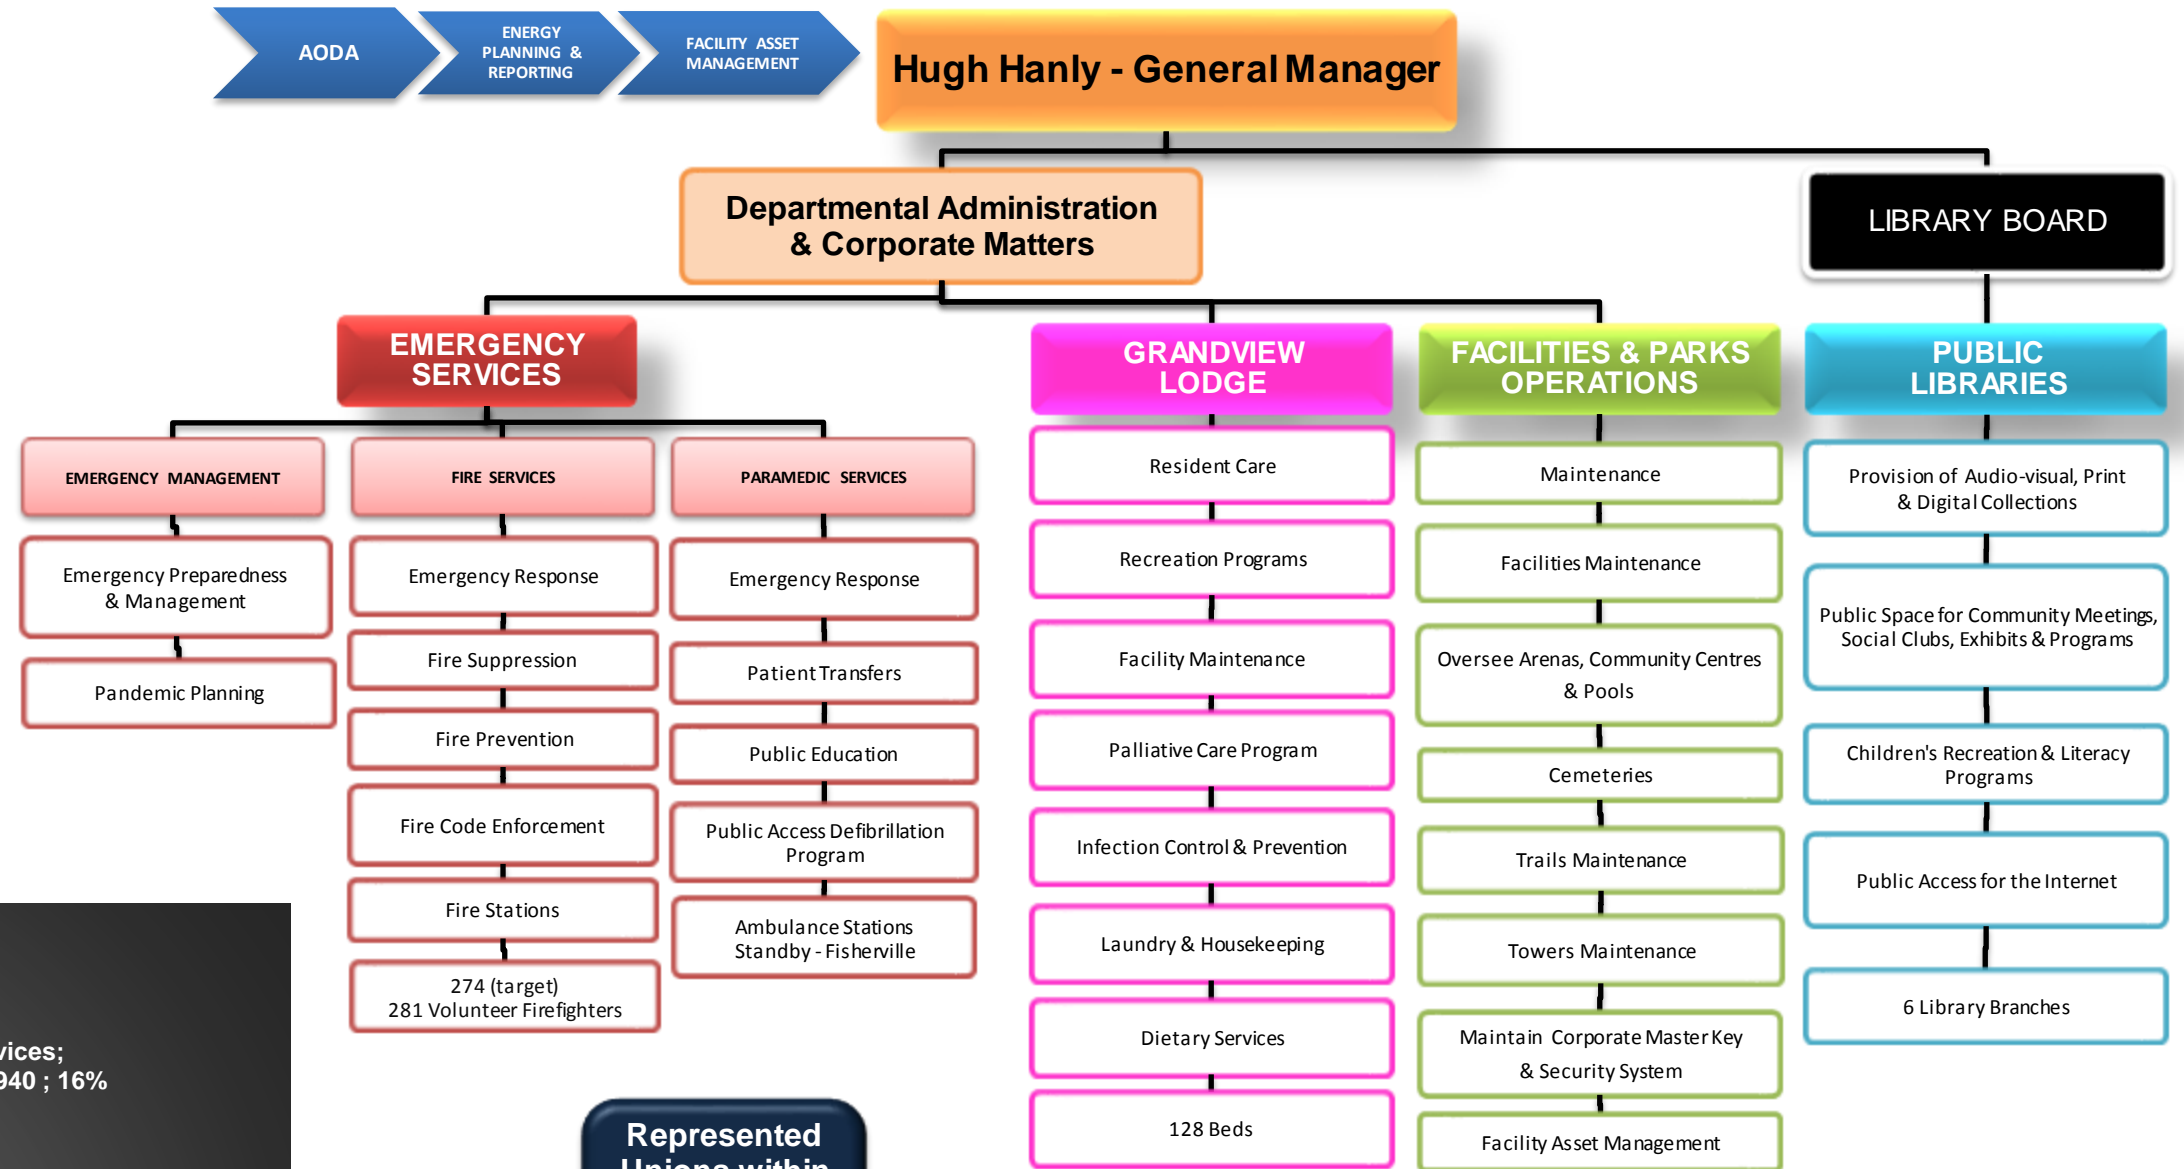 AODA
ENERGY
PLANNING &
REPORTING
FACILITY ASSET
MANAGEMENT
Hugh Hanly - General Manager
Departmental Administration
& Corporate Matters
LIBRARY BOARD
EMERGENCY
SERVICES
GRANDVIEW
LODGE
FACILITIES & PARKS
OPERATIONS
PUBLIC
LIBRARIES
EMERGENCY MANAGEMENT
Emergency Preparedness
& Management
Pandemic Planning
FIRE SERVICES
Emergency Response
Fire Suppression
Fire Prevention
Fire Code Enforcement
Fire Stations
274 (target)
281 Volunteer Firefighters
PARAMEDIC SERVICES
Emergency Response
Patient Transfers
Public Education
Public Access Defibrillation
Program
Ambulance Stations
Standby - Fisherville
Resident Care
Recreation Programs
Facility Maintenance
Palliative Care Program
Infection Control & Prevention
Laundry & Housekeeping
Dietary Services
128 Beds
Maintenance
Facilities Maintenance
Oversee Arenas, Community Centres
& Pools
Cemeteries
Trails Maintenance
Towers Maintenance
Maintain Corporate Master Key
& Security System
Facility Asset Management
Provision of Audio-visual, Print
& Digital Collections
Public Space for Community Meetings,
Social Clubs, Exhibits & Programs
Children's Recreation & Literacy
Programs
Public Access for the Internet
6 Library Branches
vices;
940 ; 16%
Represented
Unions within